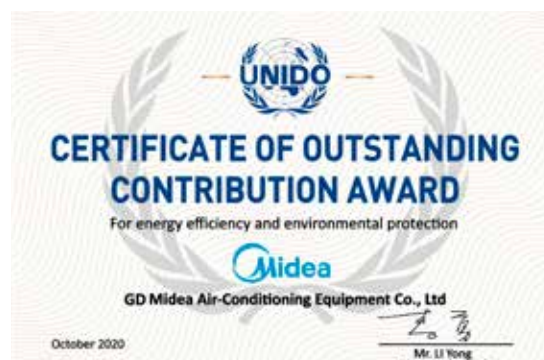 UNIDO
CERTIFICATE OF OUTSTANDING
CONTRIBUTION AWARD
For energy efficiency and environmental protection
Midea
GD Midea Air-Conditioning Equipment Co., Ltd
October 2020
Mr. LI Yong